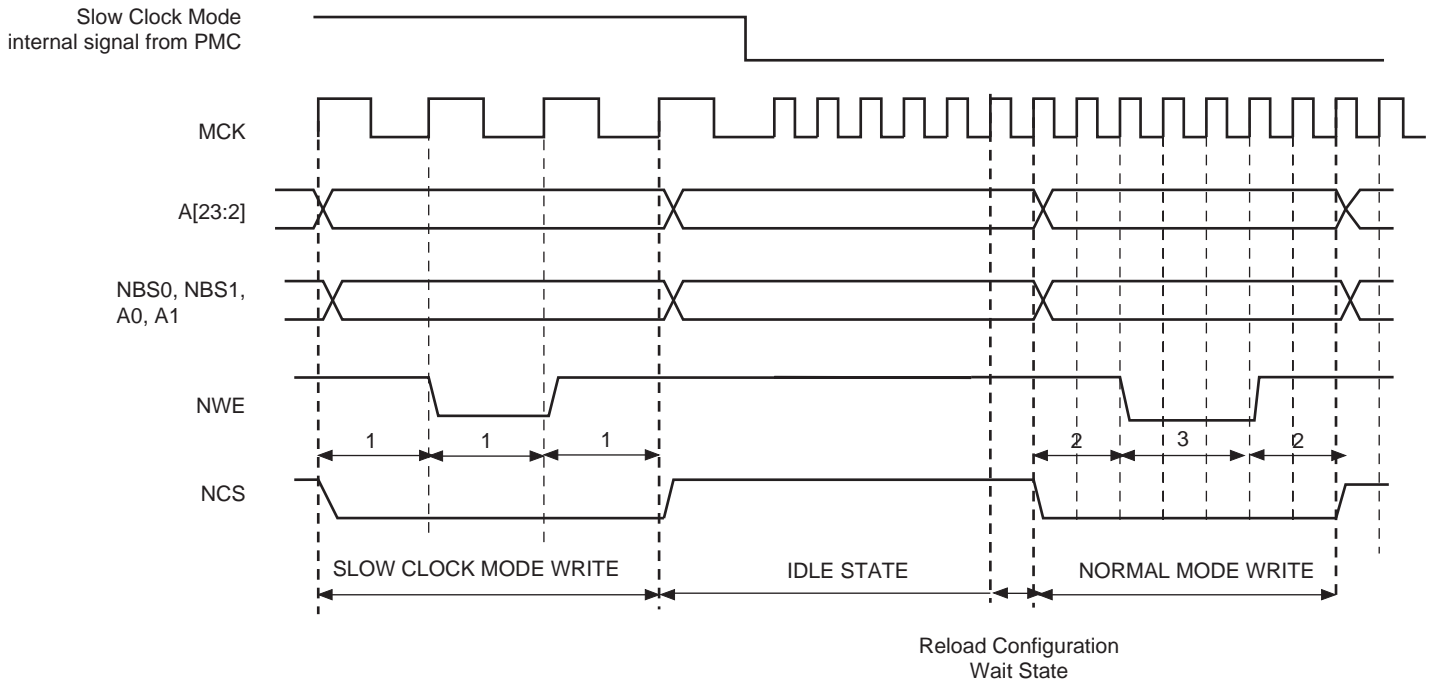 Slow Clock Mode
internal signal from PMC
MCK
A[23:2]
NBS0, NBS1,
A0, A1
NWE
1 1 1 2 3 2
NCS
SLOW CLOCK MODE WRITE IDLE STATE NORMAL MODE WRITE
Reload Configuration
Wait State